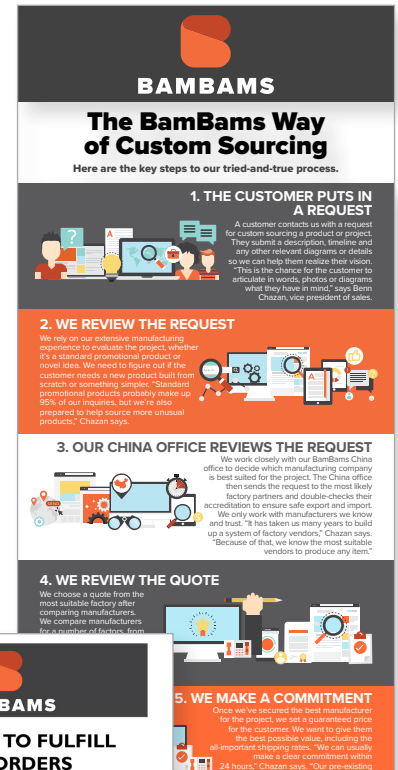 BAMBAMS
The BamBams Way
of Custom Sourcing
Here are the key steps to our tried-and-true process.
1. THE CUSTOMER PUTS IN
A REQUEST
A customer contacts us with a request
for custom sourcing a product or project.
They submit a description, timeline and
any other relevant diagrams or details
so we can help them realize their vision.
"This is the chance for the customer to
articulate in words, photos or diagrams
what they have in mind," says Benn
Chazan, vice president of sales.
2. WE REVIEW THE REQUEST
We rely on our extensive manufacturing
experience to evaluate the project, whether
it's a standard promotional product or
novel idea. We need to figure out if the
customer needs a new product built from
scratch or something simpler. "Standard
promotional products probably make up
95% of our inquiries, but we're also
prepared to help source more unusual
products," Chazan says.
3. OUR CHINA OFFICE REVIEWS THE REQUEST
We work closely with our BamBams China
office to decide which manufacturing company
is best suited for the project. The China office
then sends the request to the most likely
factory partners and double-checks their
accreditation to ensure safe export and import.
We only work with manufacturers we know
and trust. "It has taken us many years to build
up a system of factory vendors," Chazan says.
"Because of that, we know the most suitable
vendors to produce any item."
4. WE REVIEW THE QUOTE
We choose a quote from the
most suitable factory after
comparing manufacturers.
We compare manufacturers
for a number of factors, from
5. WE MAKE A COMMITMENT
Once we've secured the best manufacturer
for the project, we set a guaranteed price
for the customer. We want to give them
the best possible value, including the
all-important shipping rates. "We can usually
make a clear commitment within
24 hours," Chazan says. "Our pre-existing
BAMS
TO FULFILL
ORDERS